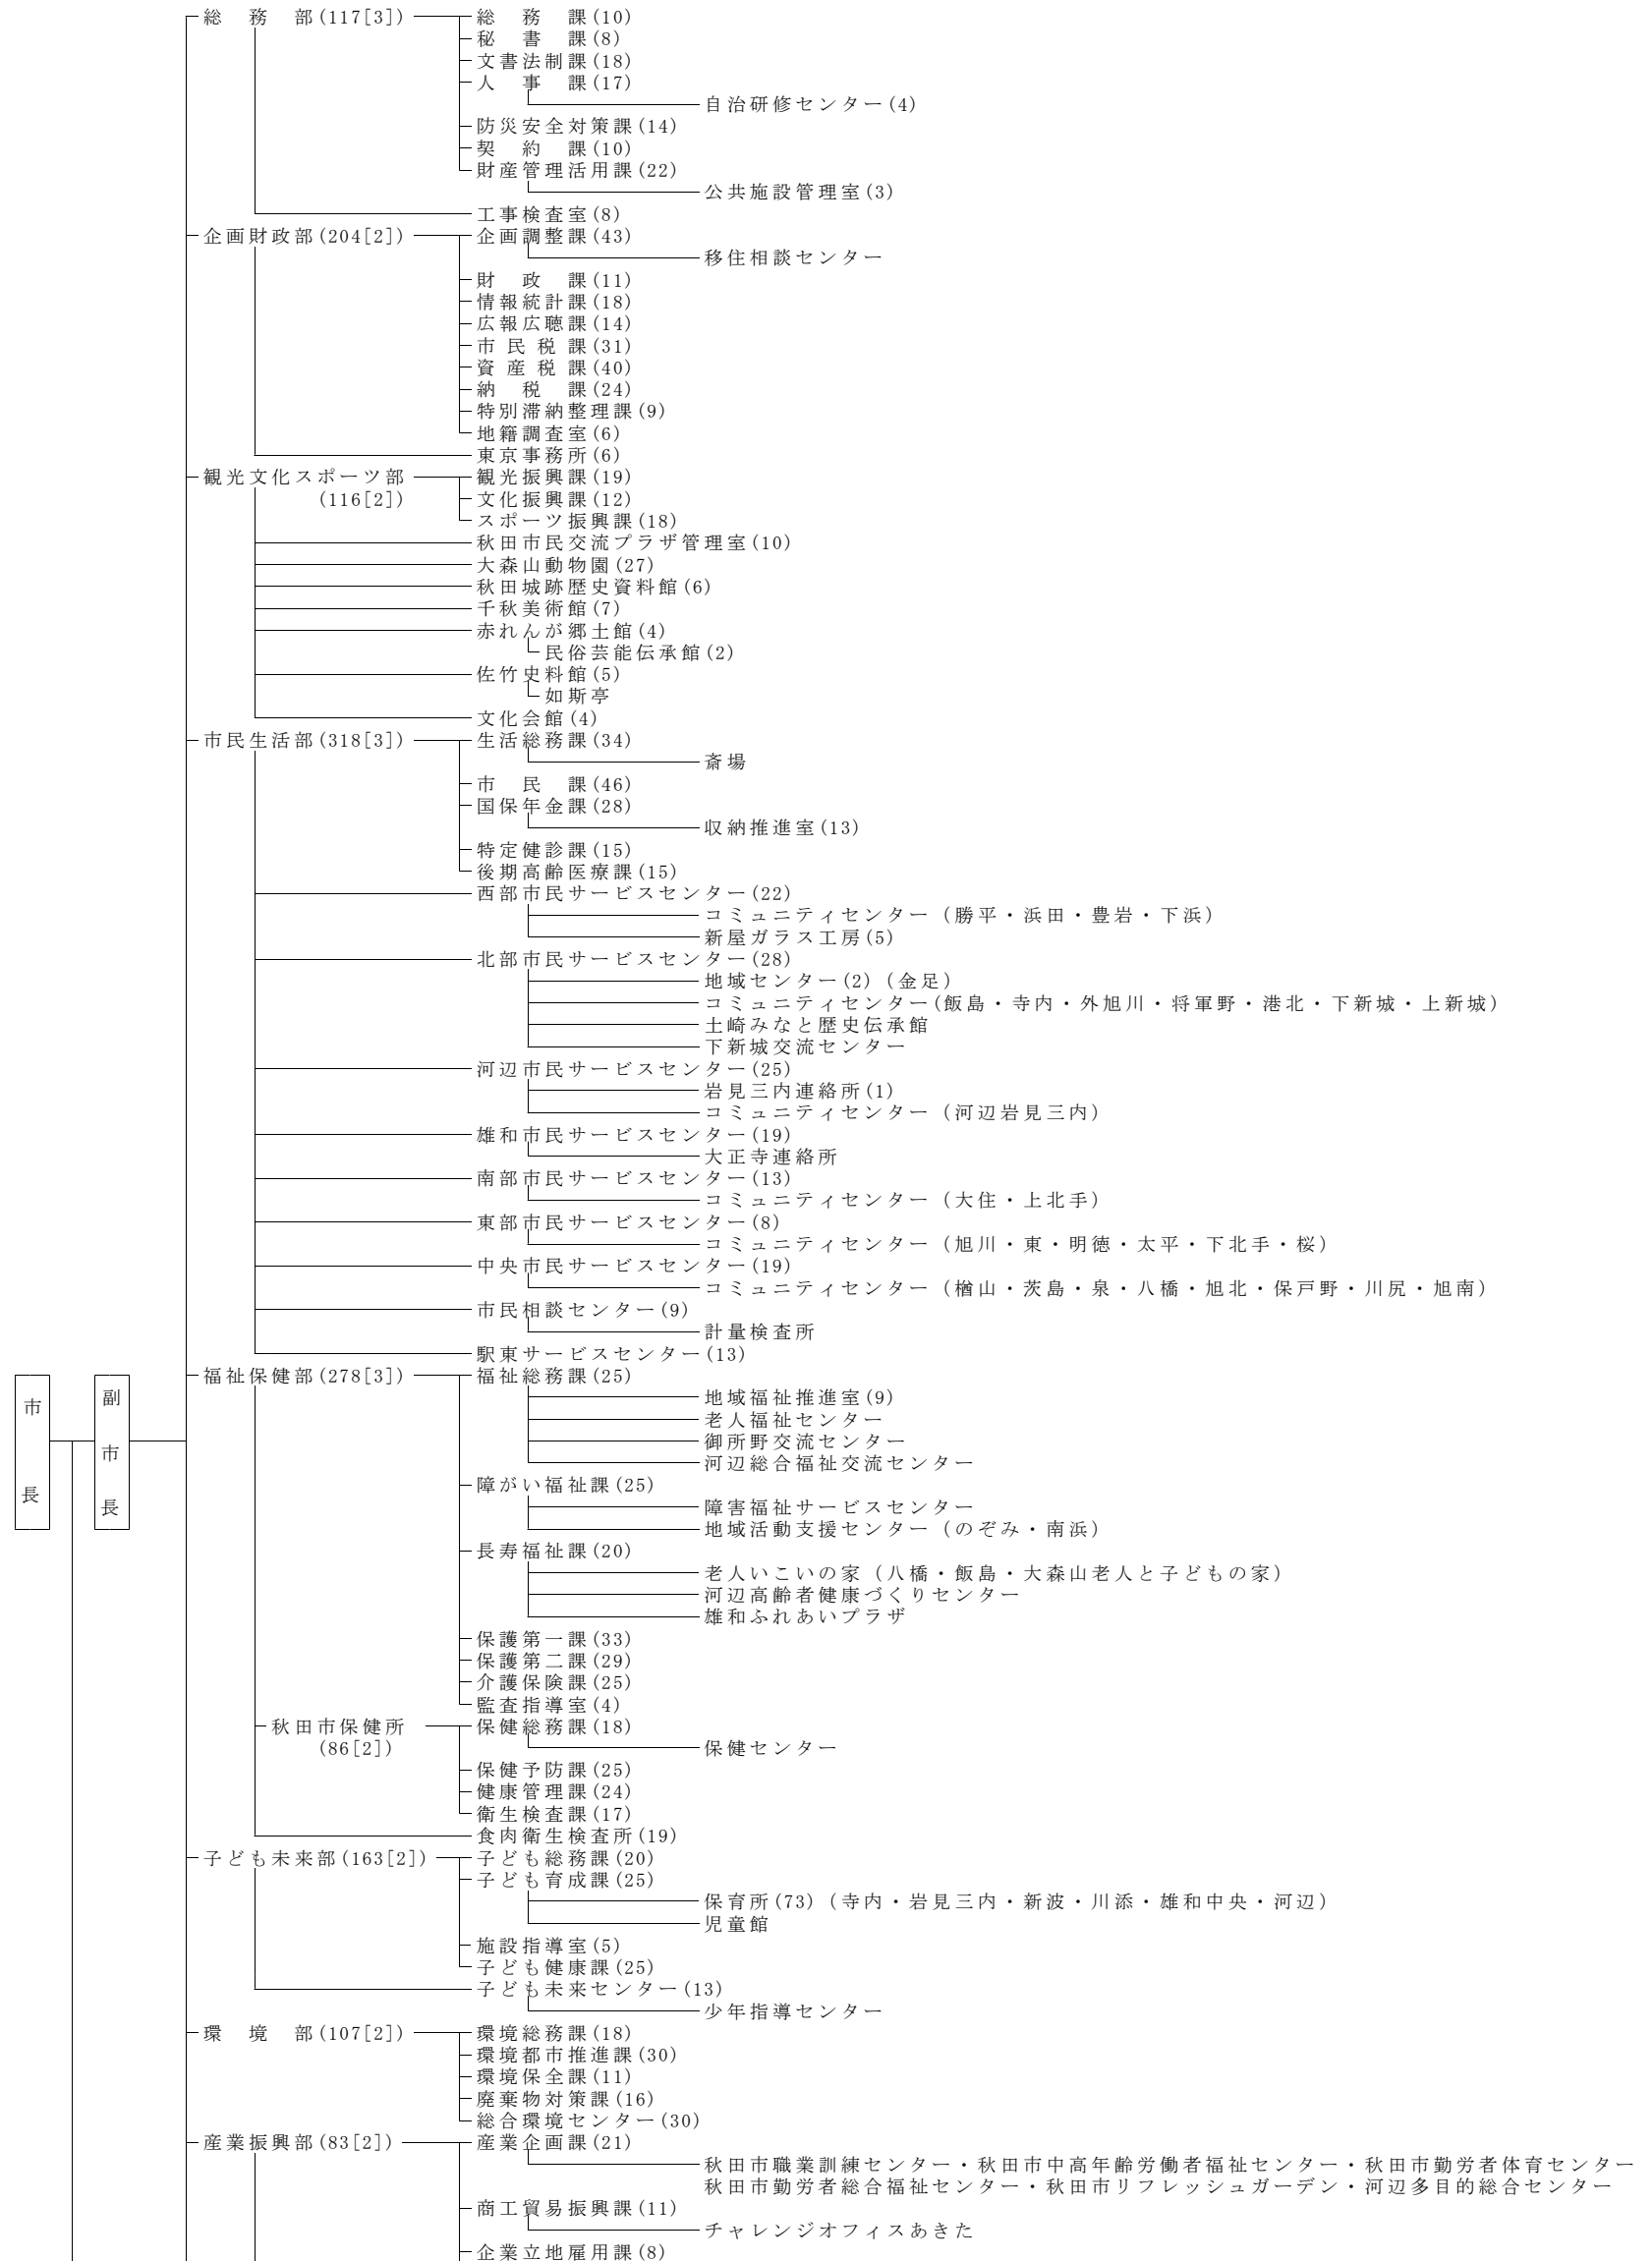 総　務　部(117[3])　総　務　課(10)
秘　書　課(8)
文書法制課(18)
人　事　課(17)
自治研修センター(4)
防災安全対策課(14)
契　約　課(10)
財産管理活用課(22)
公共施設管理室(3)
工事検査室(8)
企画財政部(204[2])　企画調整課(43)
移住相談センター
財　政　課(11)
情報統計課(18)
広報広聴課(14)
市民税課(31)
資産税課(40)
納　税　課(24)
特別滞納整理課(9)
地籍調査室(6)
東京事務所(6)
観光文化スポーツ部　観光振興課(19)
(116[2])　文化振興課(12)
スポーツ振興課(18)
秋田市民交流プラザ管理室(10)
大森山動物園(27)
秋田城跡歴史資料館(6)
千秋美術館(7)
赤れんが郷土館(4)
民俗芸能伝承館(2)
佐竹史料館(5)
如斯亭
文化会館(4)
市民生活部(318[3])　生活総務課(34)
斎場
市　民　課(46)
国保年金課(28)
収納推進室(13)
特定健診課(15)
後期高齢医療課(15)
西部市民サービスセンター(22)
コミュニティセンター（勝平・浜田・豊岩・下浜）
新屋ガラス工房(5)
北部市民サービスセンター(28)
地域センター(2)（金足）
コミュニティセンター(飯島・寺内・外旭川・将軍野・港北・下新城・上新城）
土崎みなと歴史伝承館
下新城交流センター
河辺市民サービスセンター(25)
岩見三内連絡所(1)
コミュニティセンター（河辺岩見三内）
雄和市民サービスセンター(19)
大正寺連絡所
南部市民サービスセンター(13)
コミュニティセンター（大住・上北手）
東部市民サービスセンター(8)
コミュニティセンター（旭川・東・明徳・太平・下北手・桜）
中央市民サービスセンター(19)
コミュニティセンター（楢山・茨島・泉・八橋・旭北・保戸野・川尻・旭南）
市民相談センター(9)
計量検査所
駅東サービスセンター(13)
市長
副市長
福祉保健部(278[3])　福祉総務課(25)
地域福祉推進室(9)
老人福祉センター
御所野交流センター
河辺総合福祉交流センター
障がい福祉課(25)
障害福祉サービスセンター
地域活動支援センター（のぞみ・南浜）
長寿福祉課(20)
老人いこいの家（八橋・飯島・大森山老人と子どもの家）
河辺高齢者健康づくりセンター
雄和ふれあいプラザ
保護第一課(33)
保護第二課(29)
介護保険課(25)
監査指導室(4)
秋田市保健所　保健総務課(18)
(86[2])　保健センター
保健予防課(25)
健康管理課(24)
衛生検査課(17)
食肉衛生検査所(19)
子ども未来部(163[2])　子ども総務課(20)
子ども育成課(25)
保育所(73)（寺内・岩見三内・新波・川添・雄和中央・河辺）
児童館
施設指導室(5)
子ども健康課(25)
子ども未来センター(13)
少年指導センター
環　境　部(107[2])　環境総務課(18)
環境都市推進課(30)
環境保全課(11)
廃棄物対策課(16)
総合環境センター(30)
産業振興部(83[2])　産業企画課(21)
秋田市職業訓練センター・秋田市中高年齢労働者福祉センター・秋田市勤労者体育センター
秋田市勤労者総合福祉センター・秋田市リフレッシュガーデン・河辺多目的総合センター
商工貿易振興課(11)
チャレンジオフィスあきた
企業立地雇用課(8)